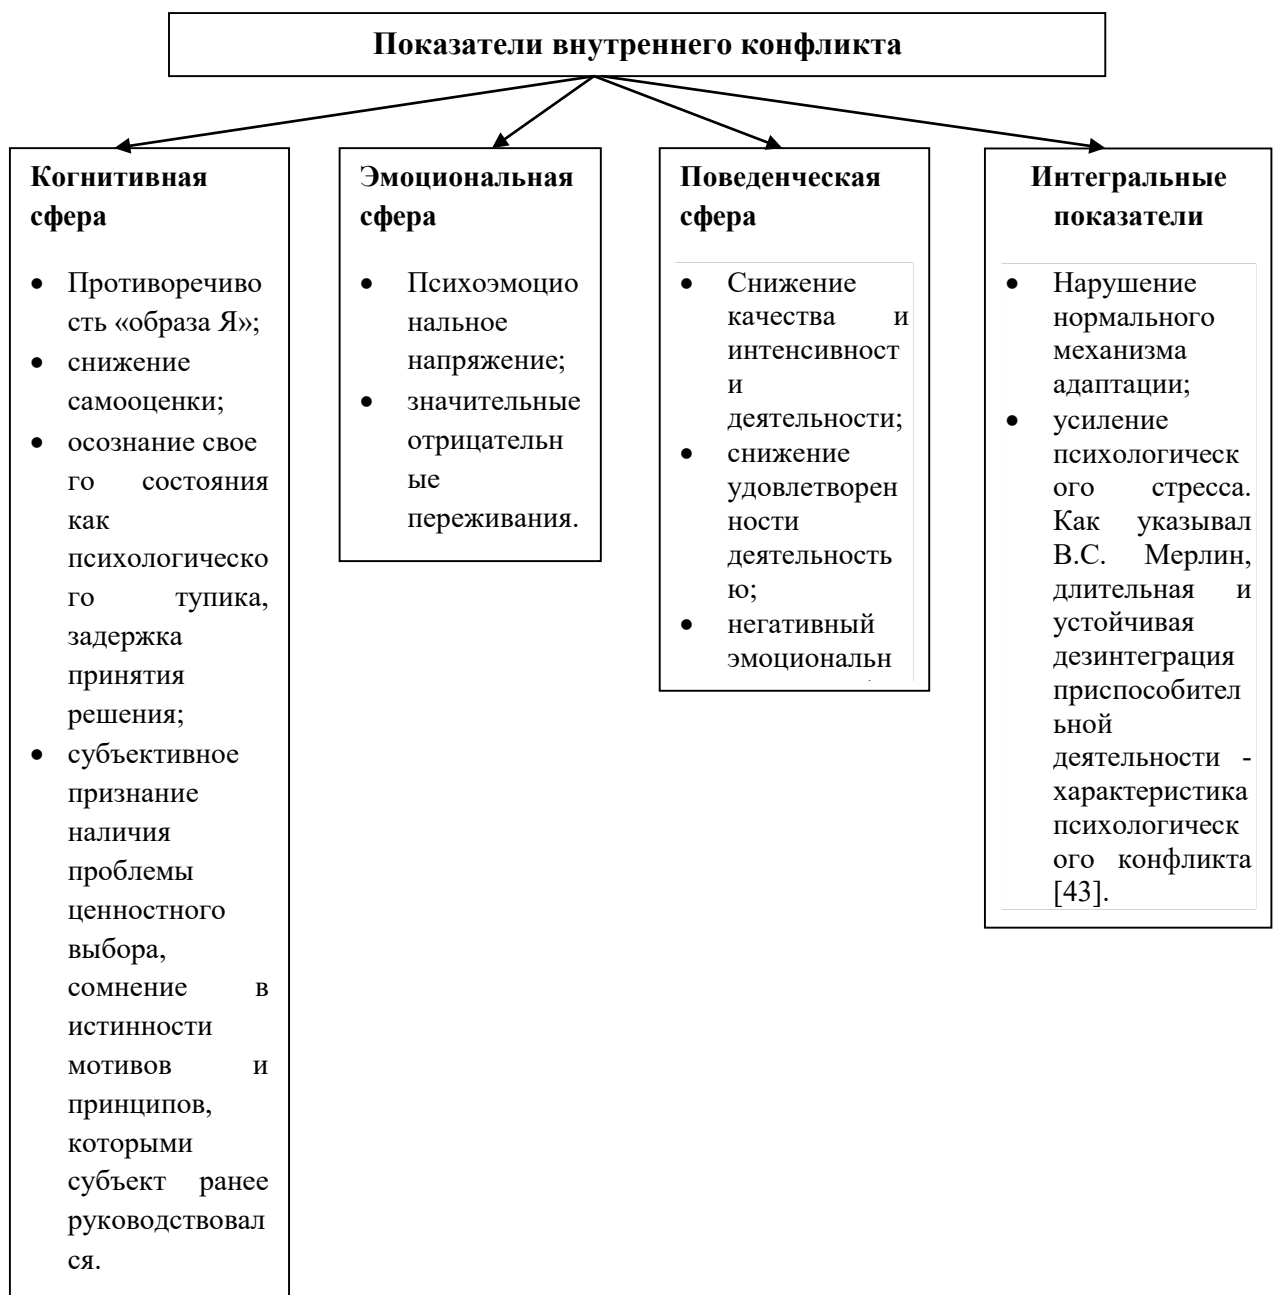 Показатели внутреннего конфликта
Когнитивная
сфера
• Противоречиво
сть «образа Я»;
• снижение
самооценки;
• осознание свое
го состояния
как
психологическо
го тупика,
задержка
принятия
решения;
• субъективное
признание
наличия
проблемы
ценностного
выбора,
сомнение в
истинности
мотивов и
принципов,
которыми
субъект ранее
руководствовал
ся.
Эмоциональная
сфера
• Психоэмоцио
нальное
напряжение;
• значительные
отрицательн
ые
переживания.
Поведенческая
сфера
• Снижение
качества и
интенсивност
и
деятельности;
• снижение
удовлетворен
ности
деятельность
ю;
• негативный
эмоциональн
Интегральные
показатели
• Нарушение
нормального
механизма
адаптации;
• усиление
психологическ
ого стресса.
Как указывал
В.С. Мерлин,
длительная и
устойчивая
дезинтеграция
приспособител
ьной
деятельности -
характеристика
психологическ
ого конфликта
[43].